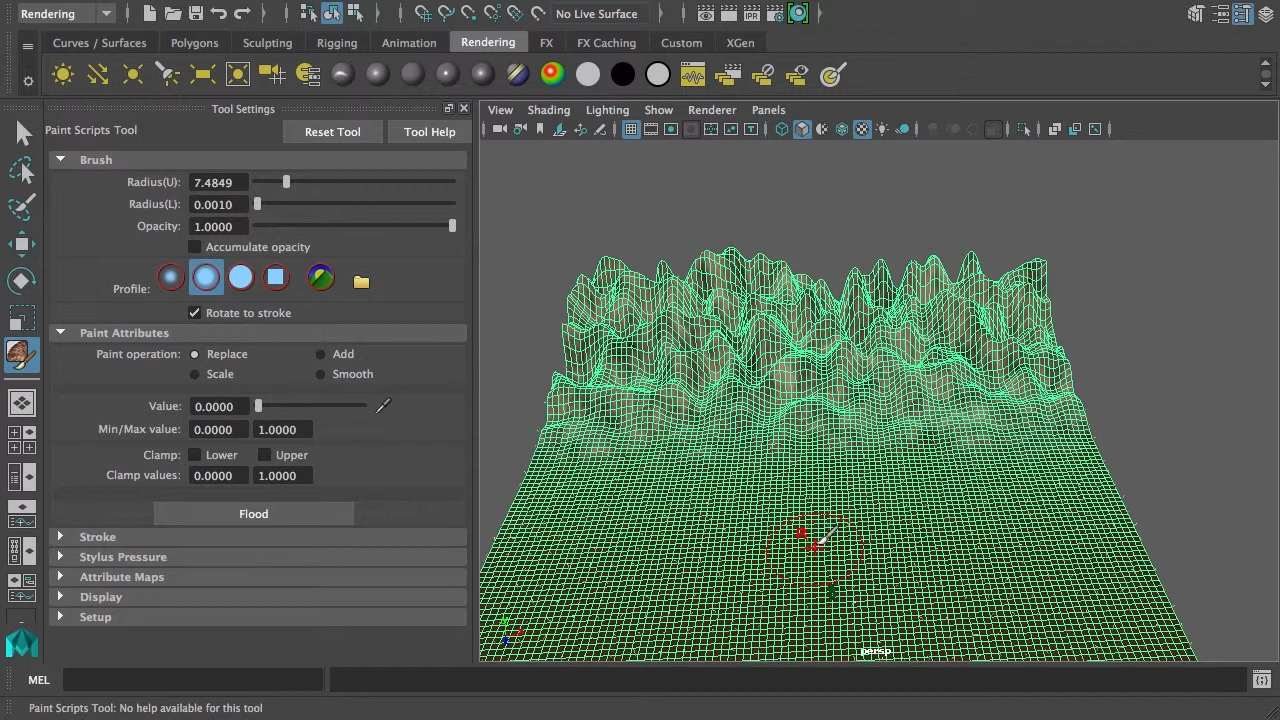 Rendering
No Live Surface
Curves / Surfaces Polygons Sculpting Rigging Animation Rendering FX FX Caching Custom XGen
IPR
Tool Settings
Paint Scripts Tool Reset Tool Tool Help
Brush
Radius(U): 7.4849
Radius(L): 0.0010
Opacity: 1.0000
Accumulate opacity
Profile:
Rotate to stroke
Paint Attributes
Paint operation: Replace Add
Scale Smooth
Value: 0.0000
Min/Max value: 0.0000 1.0000
Clamp: Lower Upper
Clamp values: 0.0000 1.0000
Flood
Stroke
Stylus Pressure
Attribute Maps
Display
Setup
View Shading Lighting Show Renderer Panels
persp
MEL
Paint Scripts Tool: No help available for this tool